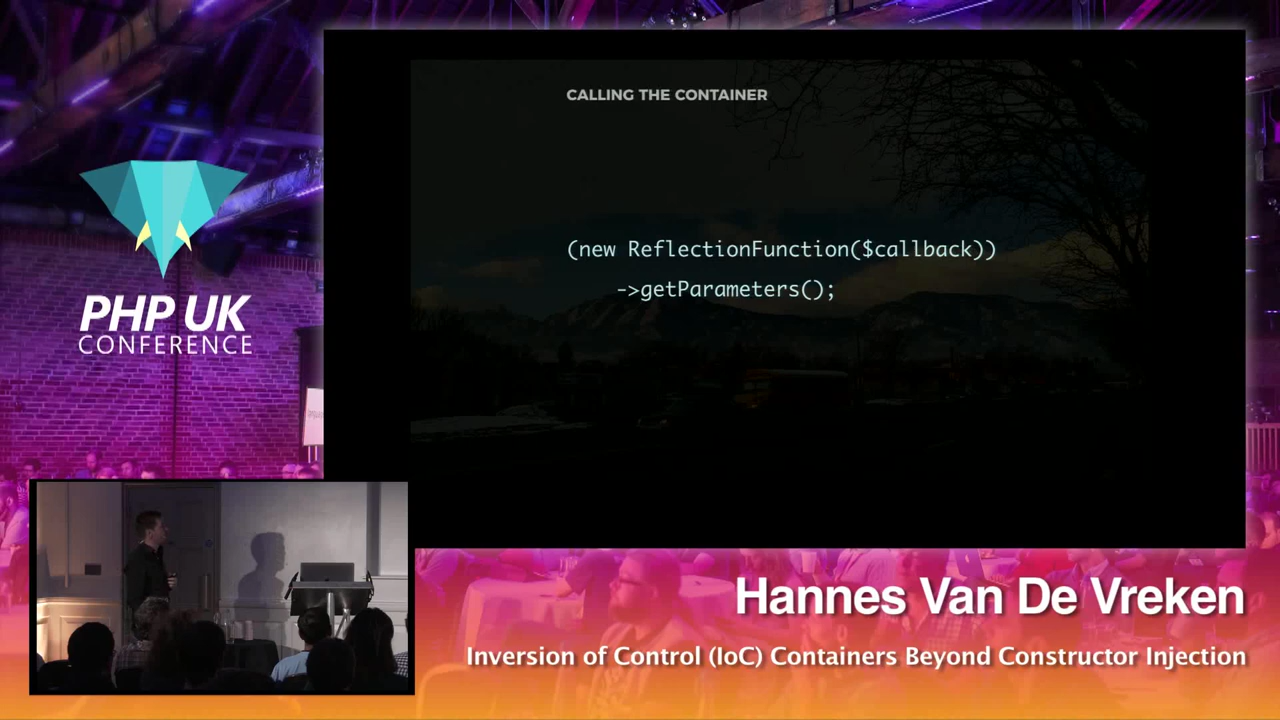 CALLING THE CONTAINER
(new ReflectionFunction($callback))
->getParameters();
PHP UK
CONFERENCE
Hannes Van De Vreken
Inversion of Control (IoC) Containers Beyond Constructor Injection